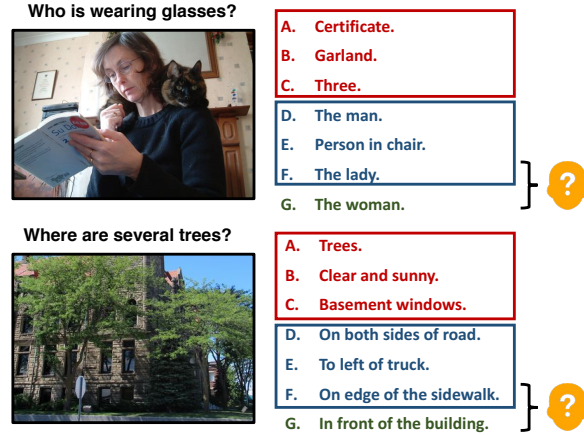 Who is wearing glasses?
A. Certificate.
B. Garland.
C. Three.
D. The man.
E. Person in chair.
F. The lady.
G. The woman.
?
Su Do
Where are several trees?
A. Trees.
B. Clear and sunny.
C. Basement windows.
D. On both sides of road.
E. To left of truck.
F. On edge of the sidewalk.
G. In front of the building.
?